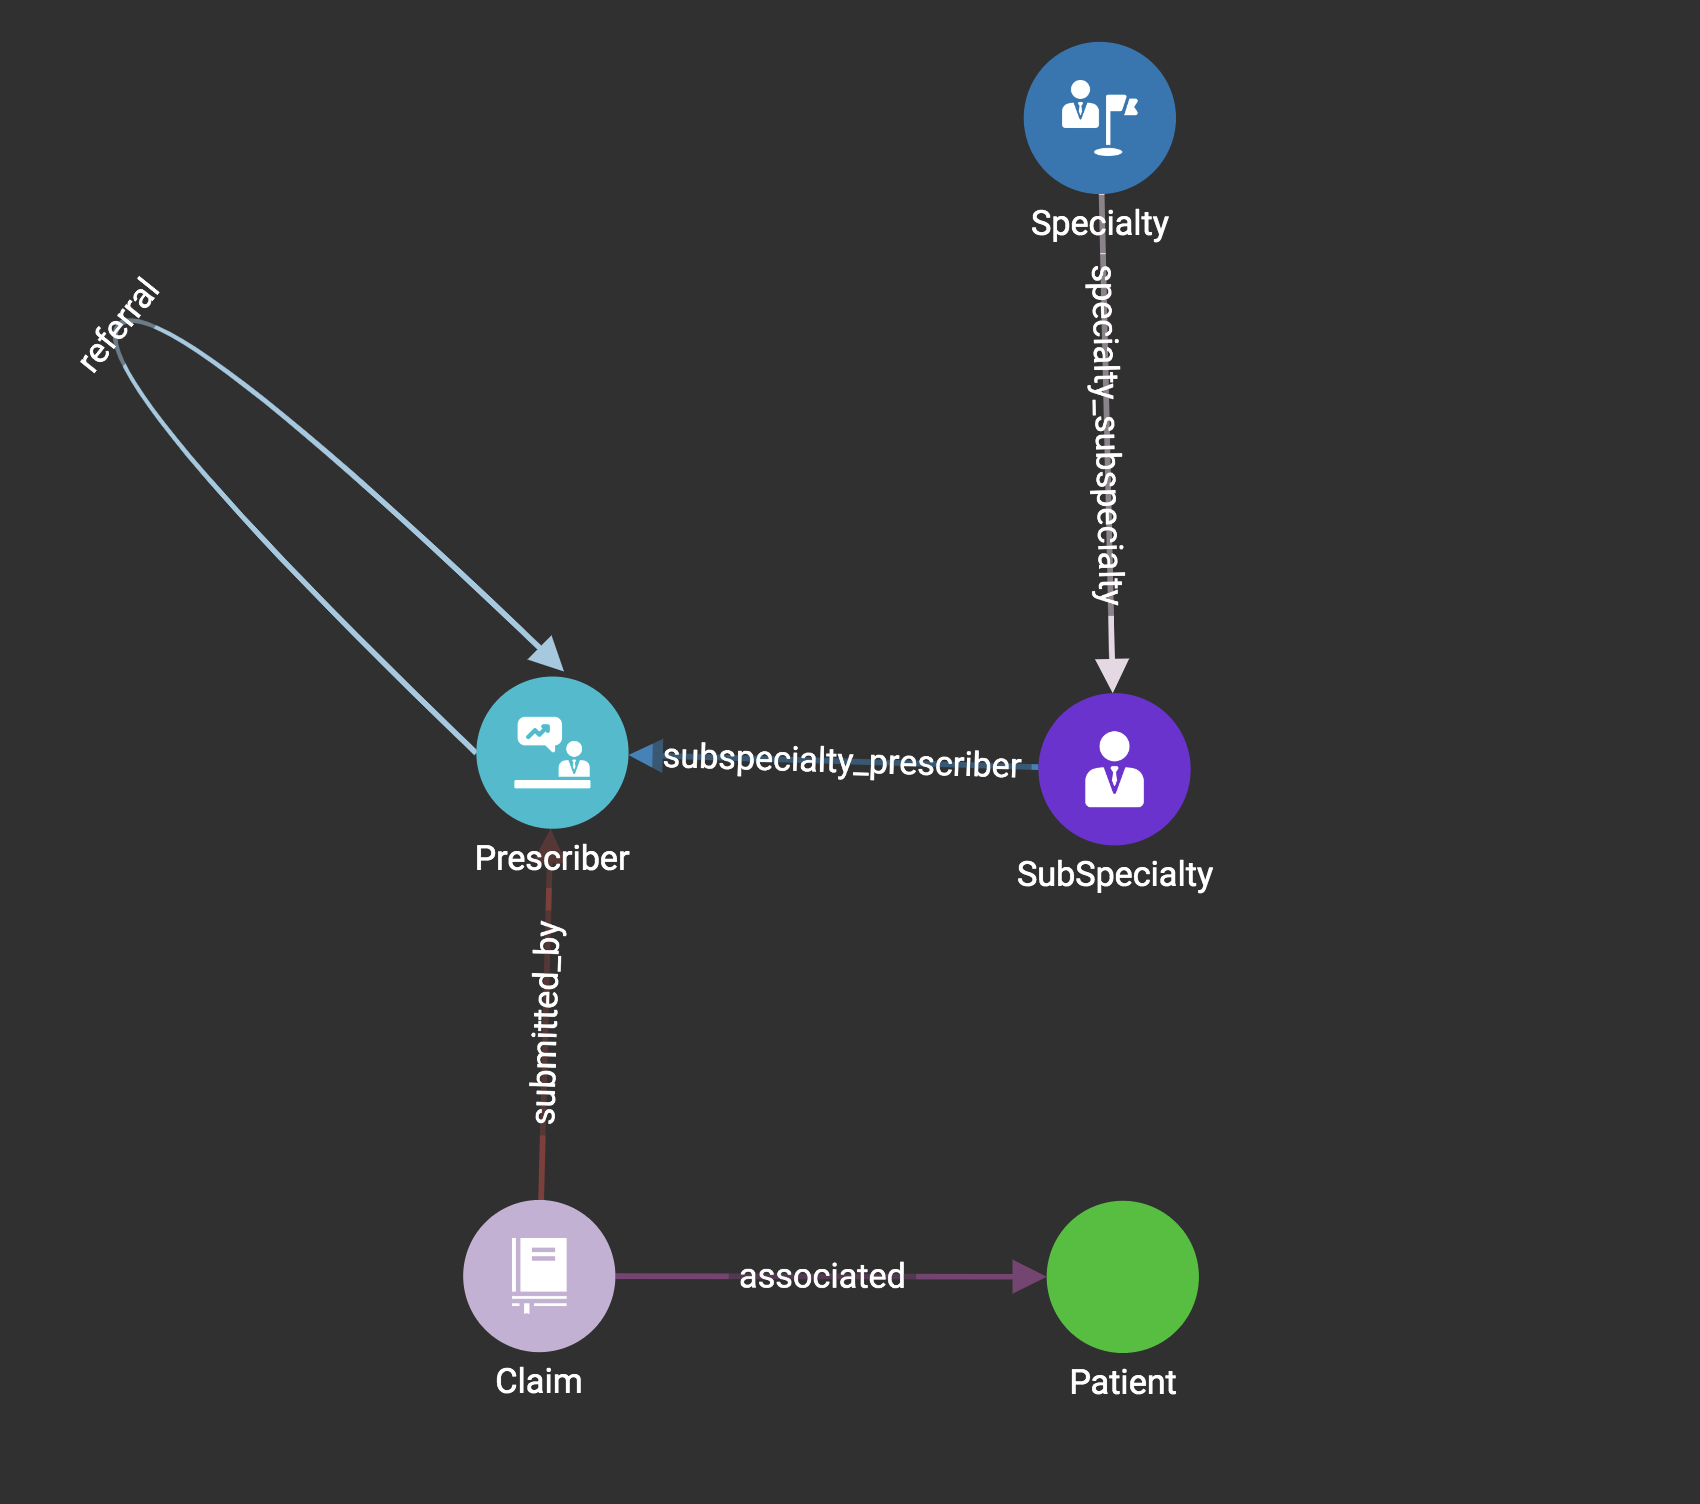 Specialty
specialty_subspecialty
referral
subspecialty_prescriber
Prescriber
SubSpecialty
submitted_by
associated
Claim
Patient